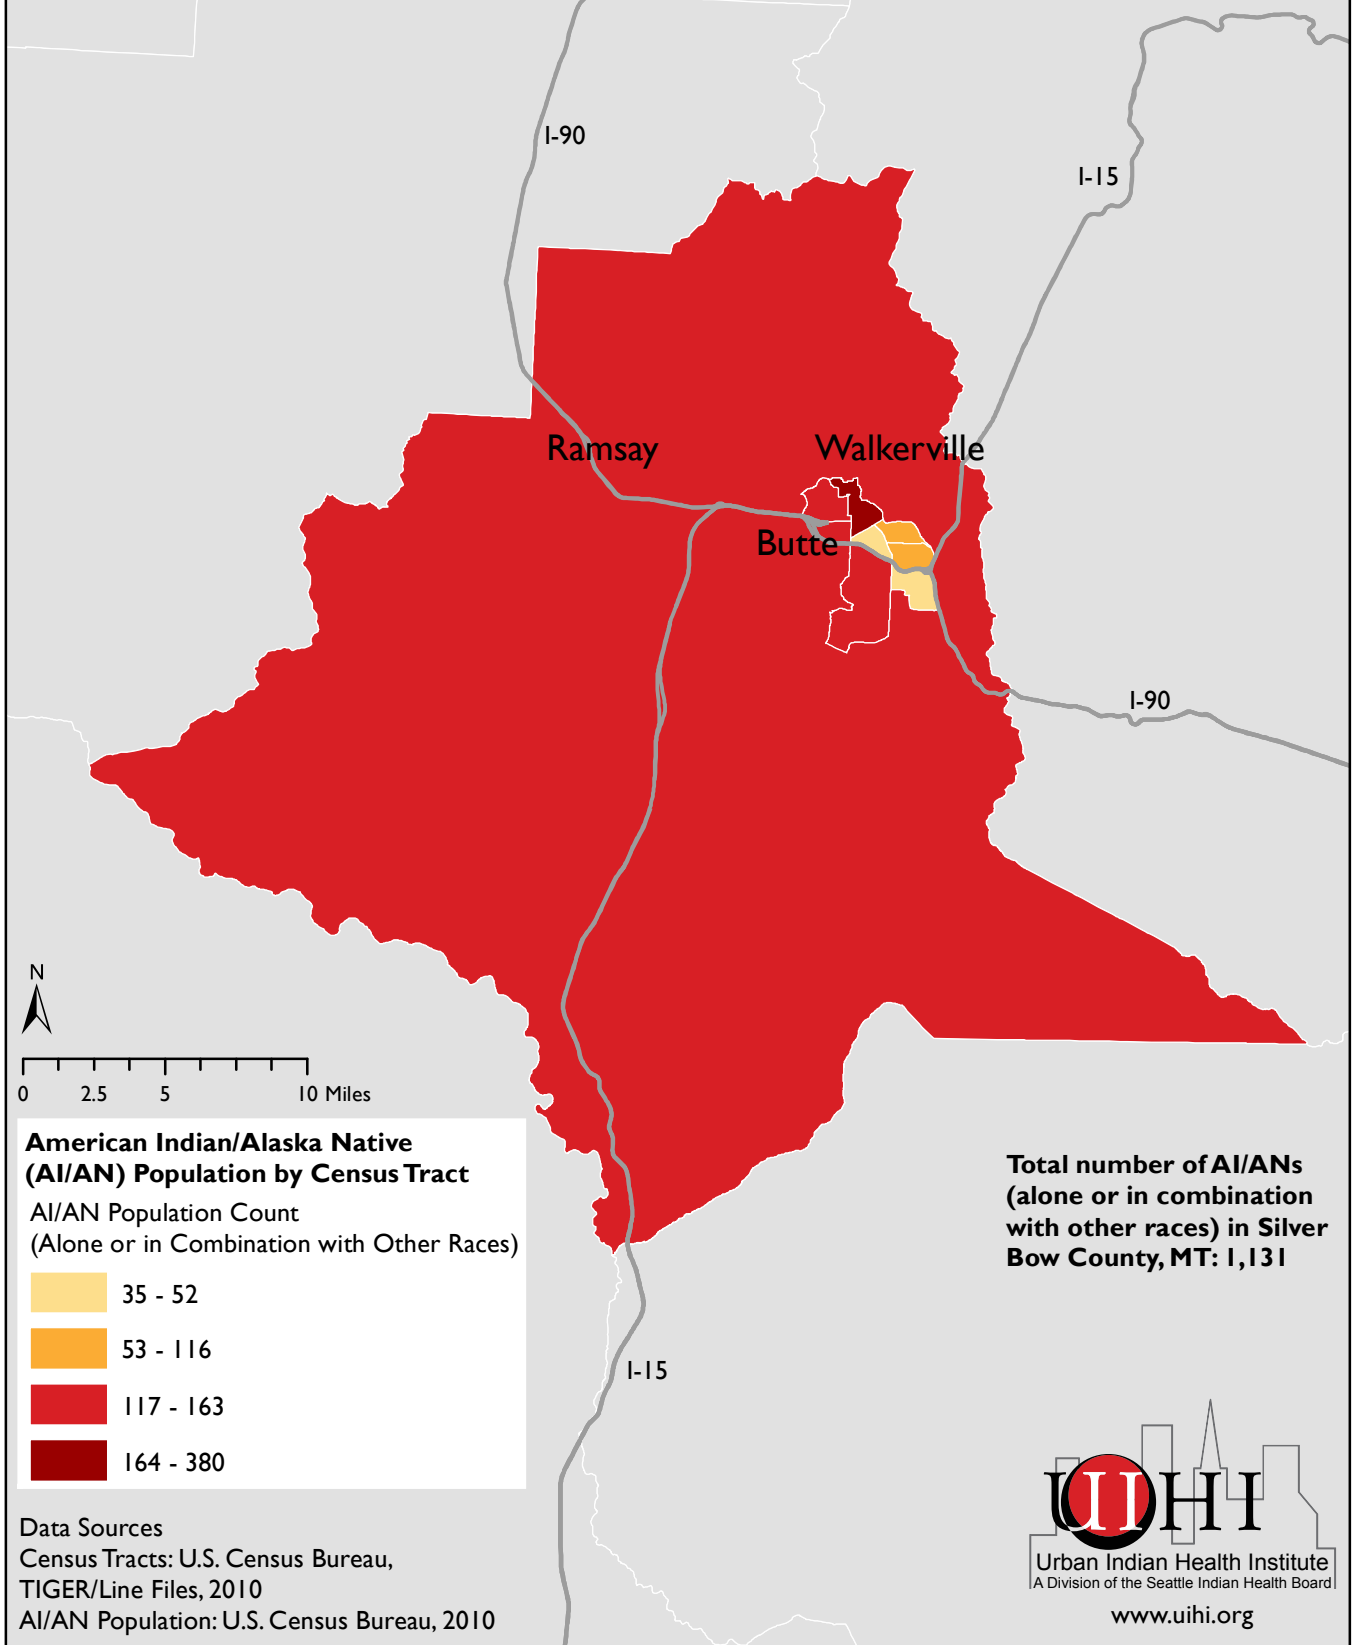 I-90
I-15
Ramsay
Walkerville
Butte
I-90
N
0 2.5 5 10 Miles
American Indian/Alaska Native
(AI/AN) Population by Census Tract
AI/AN Population Count
(Alone or in Combination with Other Races)
35 - 52
53 - 116
117 - 163
164 - 380
Total number of AI/ANs
(alone or in combination
with other races) in Silver
Bow County, MT: 1,131
I-15
Data Sources
Census Tracts: U.S. Census Bureau,
TIGER/Line Files, 2010
AI/AN Population: U.S. Census Bureau, 2010
UIHI
Urban Indian Health Institute
A Division of the Seattle Indian Health Board
www.uihi.org